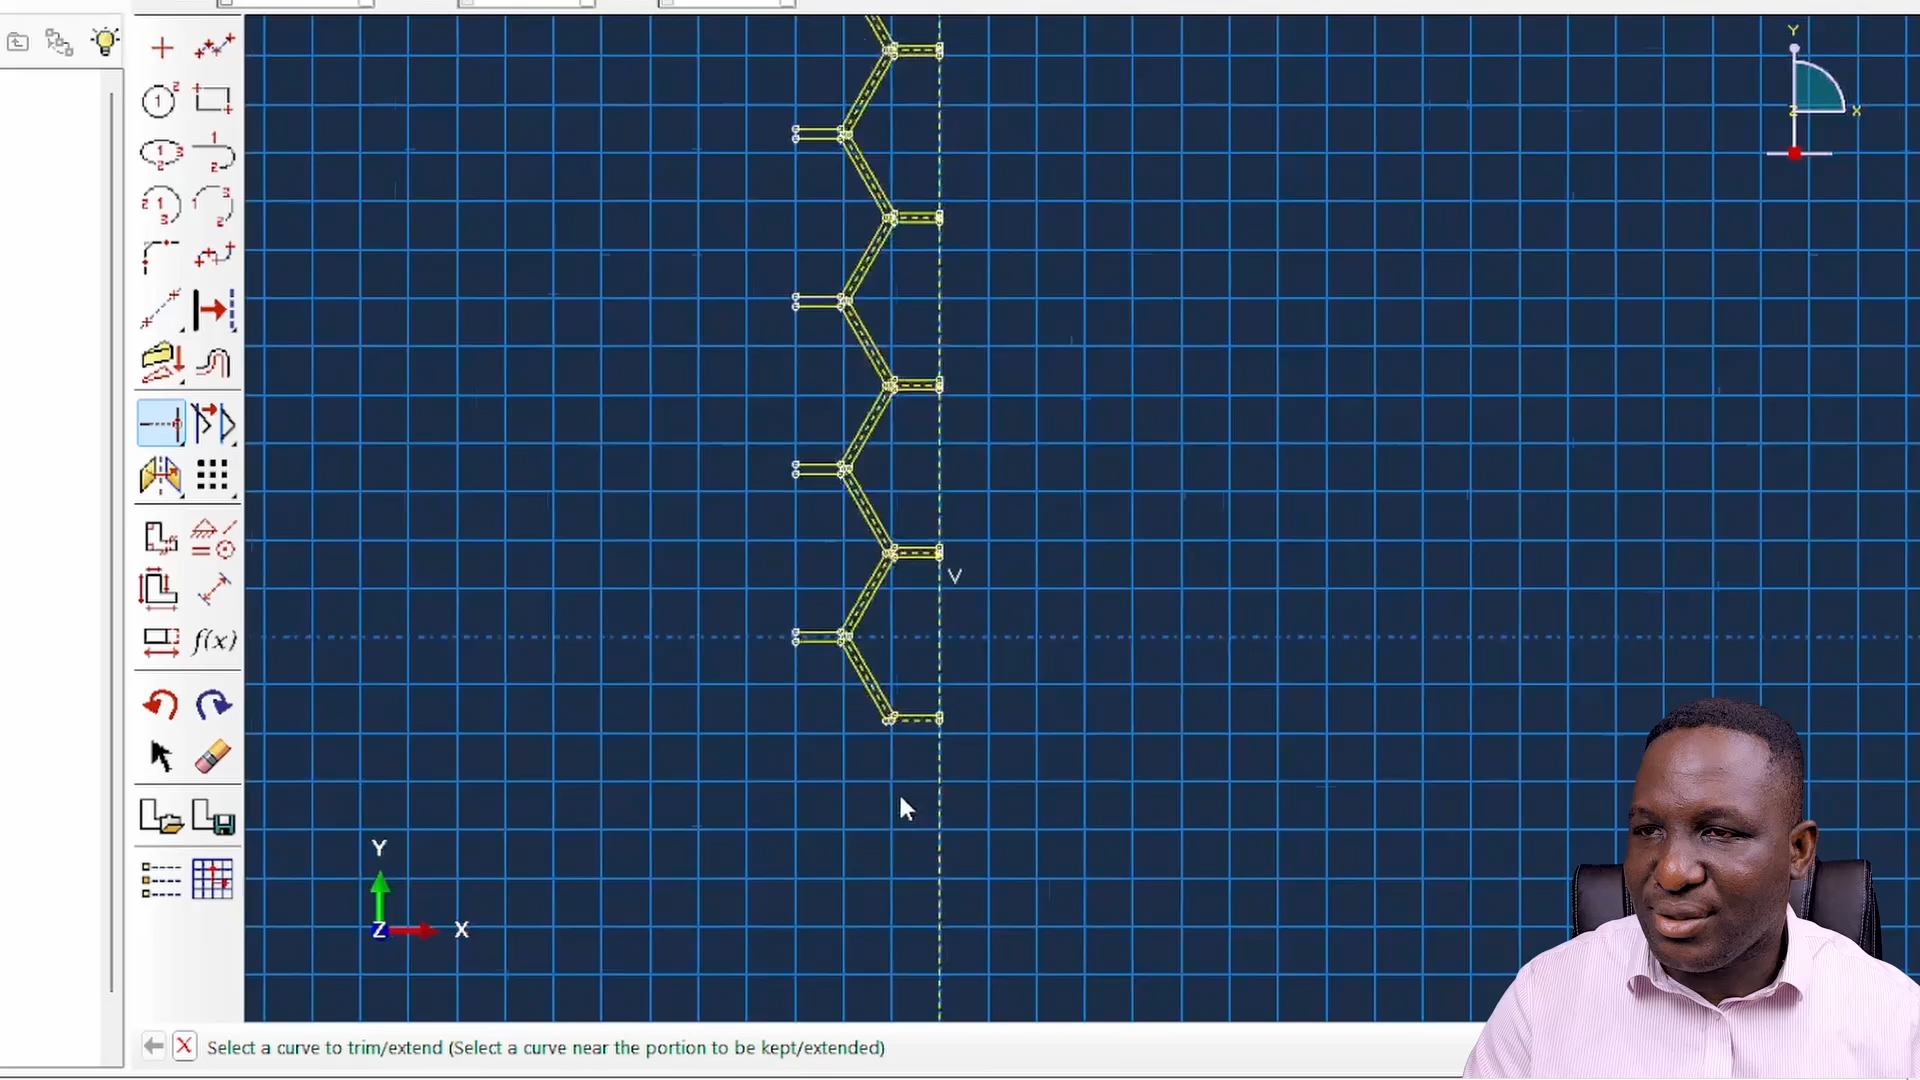 Y
Z X
V
f(x)
Y
Z X
Select a curve to trim/extend (Select a curve near the portion to be kept/extended)